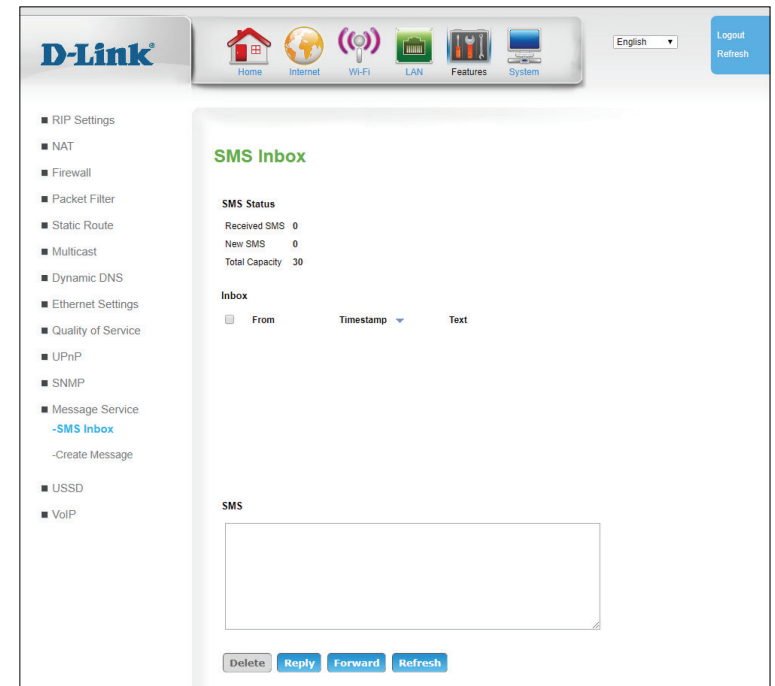 D-Link
Home Internet Wi-Fi LAN Features System
English
Logout
Refresh
RIP Settings
NAT
Firewall
Packet Filter
Static Route
Multicast
Dynamic DNS
Ethernet Settings
Quality of Service
UPnP
SNMP
Message Service
-SMS Inbox
-Create Message
USSD
VoIP
SMS Inbox
SMS Status
Received SMS 0
New SMS 0
Total Capacity 30
Inbox
From Timestamp Text
SMS
Delete Reply Forward Refresh